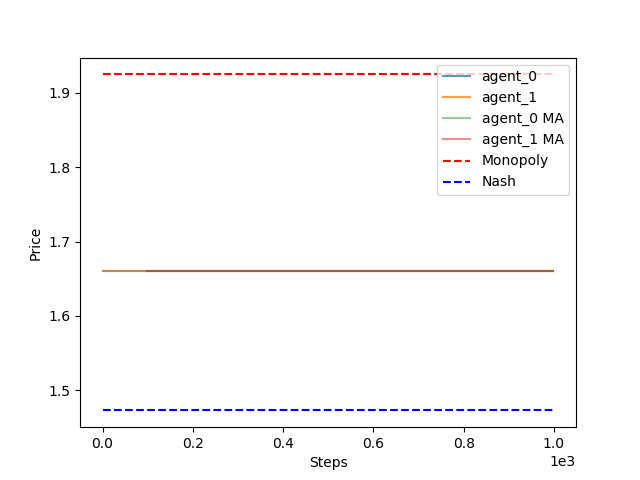 1.9
1.8
1.7
1.6
1.5
Price
0.0 0.2 0.4 0.6 0.8 1.0
1e3
Steps
agent_0
agent_1
agent_0 MA
agent_1 MA
Monopoly
Nash